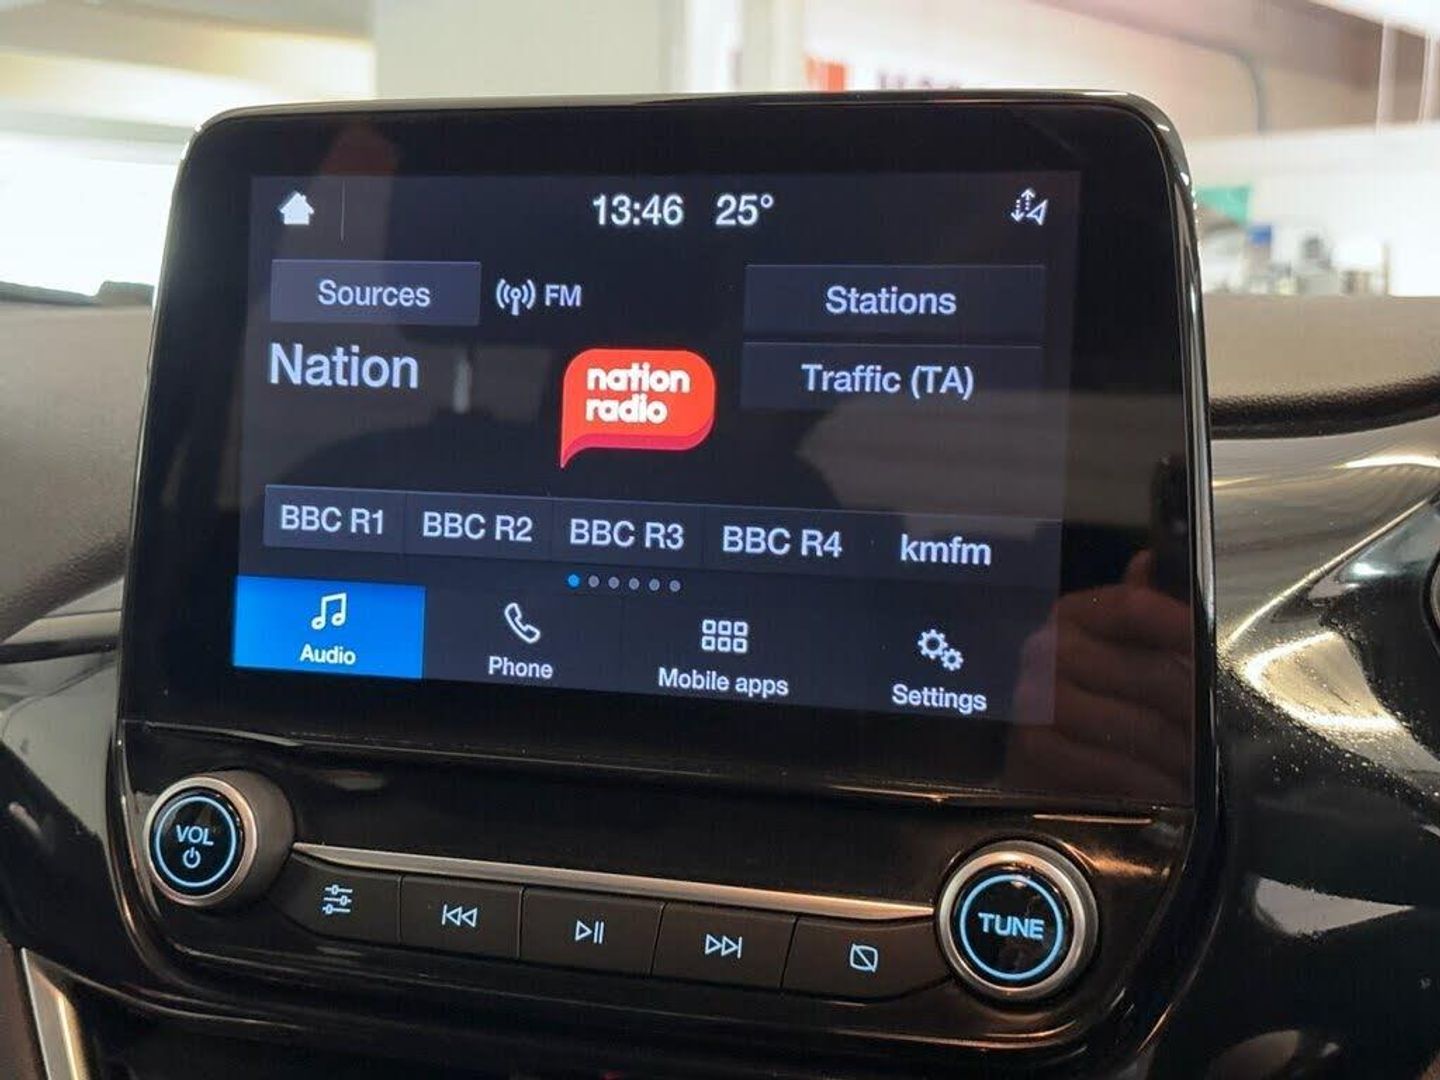 13:46 25°
Sources FM Stations
Nation
nation
radio
Traffic (TA)
BBC R1 BBC R2 BBC R3 BBC R4 kmfm
Audio Phone Mobile apps Settings
VOL
TUNE